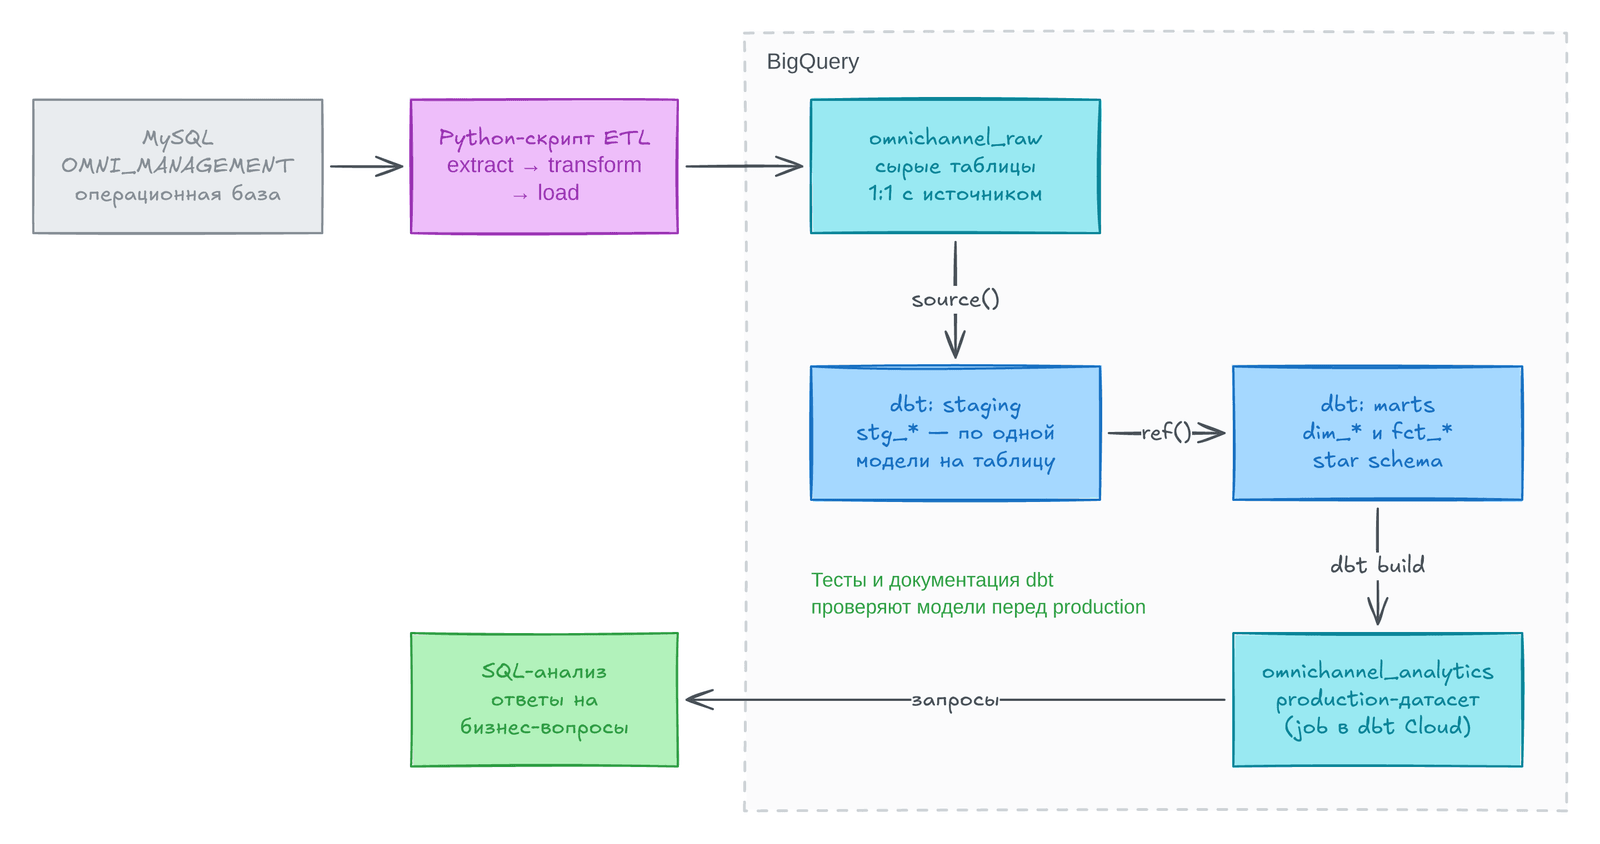 BigQuery
MySQL
OMNI_MANAGEMENT
операционная база
Python-скрипт ETL
extract → transform
→ load
omnichannel_raw
сырые таблицы
1:1 с источником
source()
dbt: staging
stg_* — по одной
модели на таблицу
ref()
dbt: marts
dim_* и fct_*
star schema
dbt build
Тесты и документация dbt
проверяют модели перед production
SQL-анализ
ответы на
бизнес-вопросы
запросы
omnichannel_analytics
production-датасет
(job в dbt Cloud)